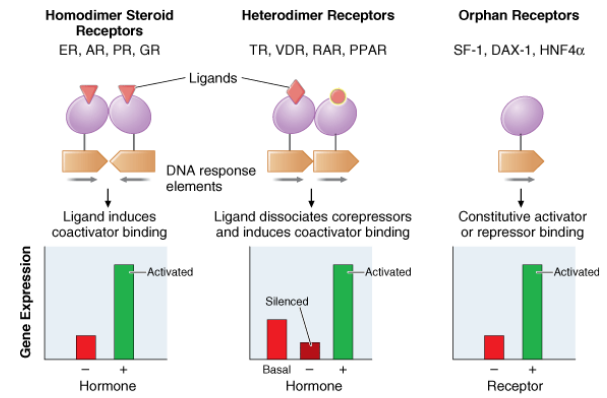 Homodimer Steroid
Receptors
ER, AR, PR, GR
Heterodimer Receptors
TR, VDR, RAR, PPAR
Orphan Receptors
SF-1, DAX-1, HNF4α
Ligands
DNA response
elements
Ligand induces
coactivator binding
Ligand dissociates corepressors
and induces coactivator binding
Constitutive activator
or repressor binding
Gene Expression
Activated
– +
Hormone
Silenced
Activated
Basal – +
Hormone
Activated
– +
Receptor